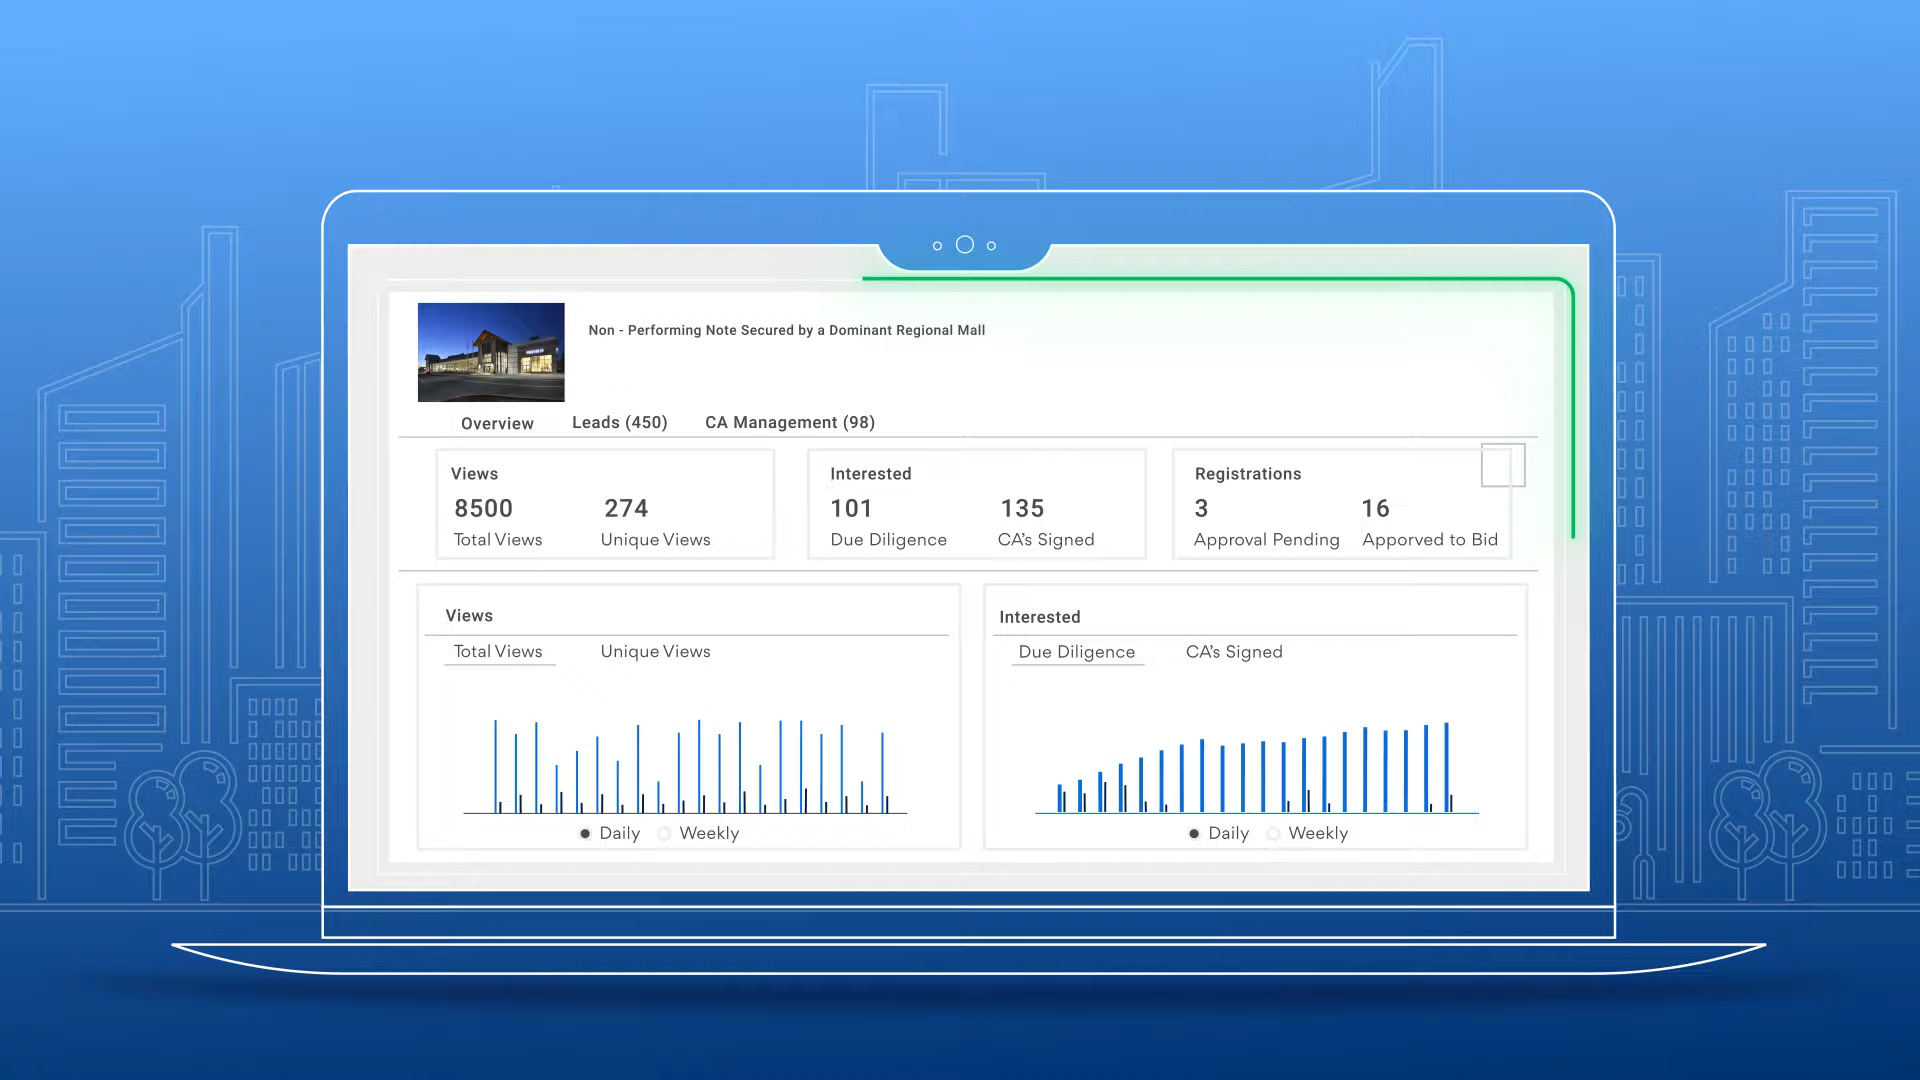 Non - Performing Note Secured by a Dominant Regional Mall
Overview Leads (450) CA Management (98)
Views
8500 274
Total Views Unique Views
Interested
101 135
Due Diligence CA's Signed
Registrations
3 16
Approval Pending Apporved to Bid
Views
Total Views Unique Views
Daily Weekly
Interested
Due Diligence CA's Signed
Daily Weekly